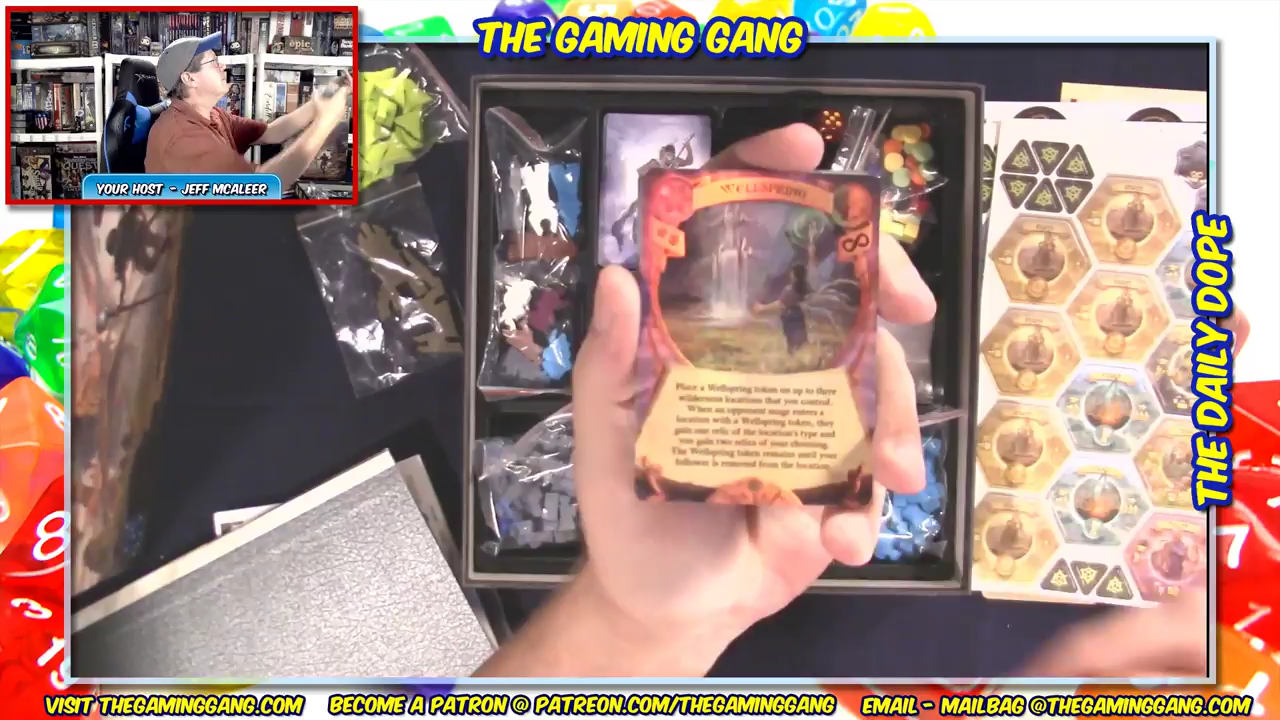 THE GAMING GANG
YOUR HOST - JEFF MCALEER
THE DAILY DOPE
WELLSPRING
8
Place a Wellspring token on up to three
wilderness locations that you control.
When an opponent mage enters a
location with a Wellspring token, they
gain one relic of the location's type and
you gain two relics of your choosing.
The Wellspring token remains until your
follower is removed from the location.
VISIT THEGAMINGGANG.COM
BECOME A PATRON @ PATREON.COM/THEGAMINGGANG
EMAIL - MAILBAG @THEGAMINGGANG.COM